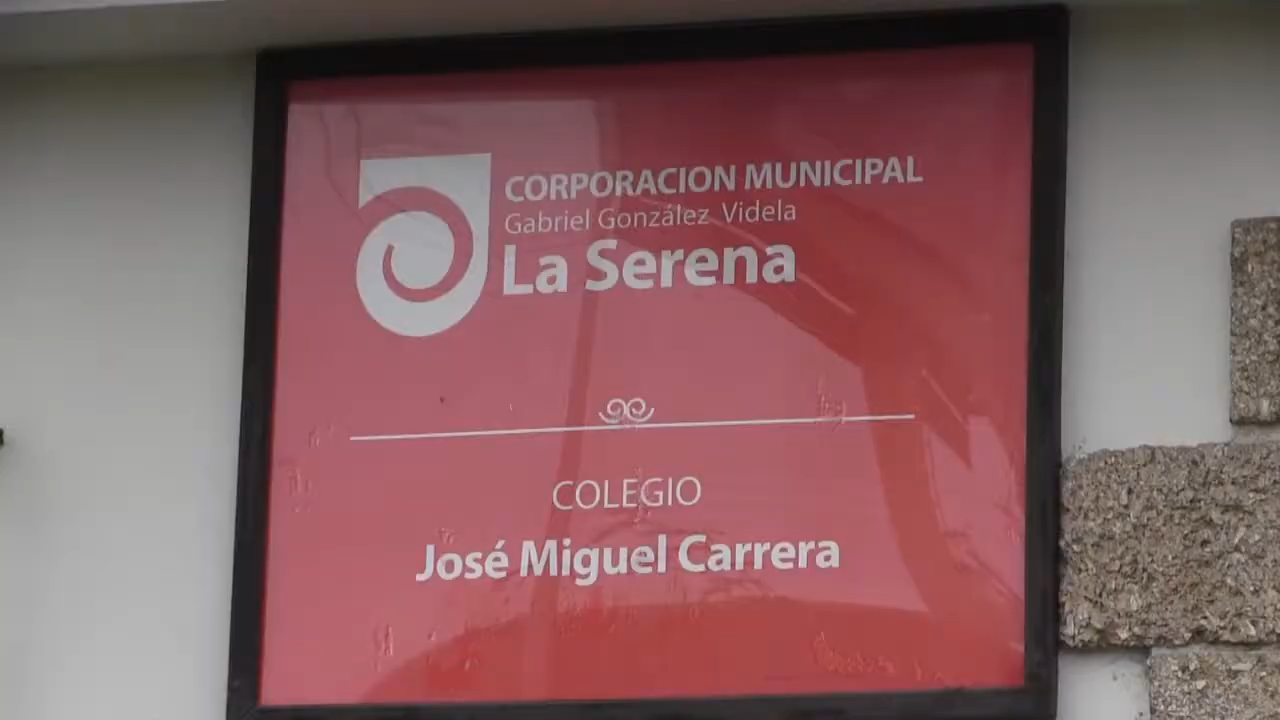 CORPORACION MUNICIPAL
Gabriel González Videla
La Serena
COLEGIO
José Miguel Carrera